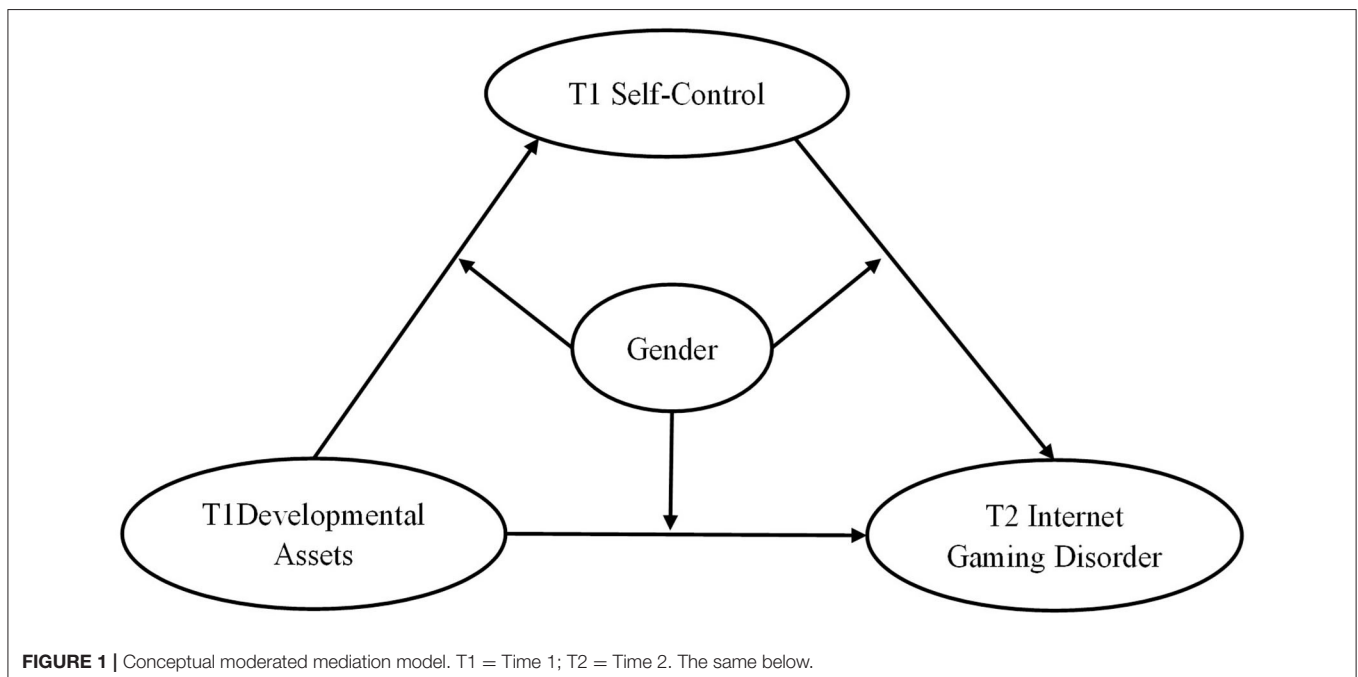 T1 Self-Control
Gender
T1Developmental
Assets
T2 Internet
Gaming Disorder
FIGURE 1 | Conceptual moderated mediation model. T1 = Time 1; T2 = Time 2. The same below.